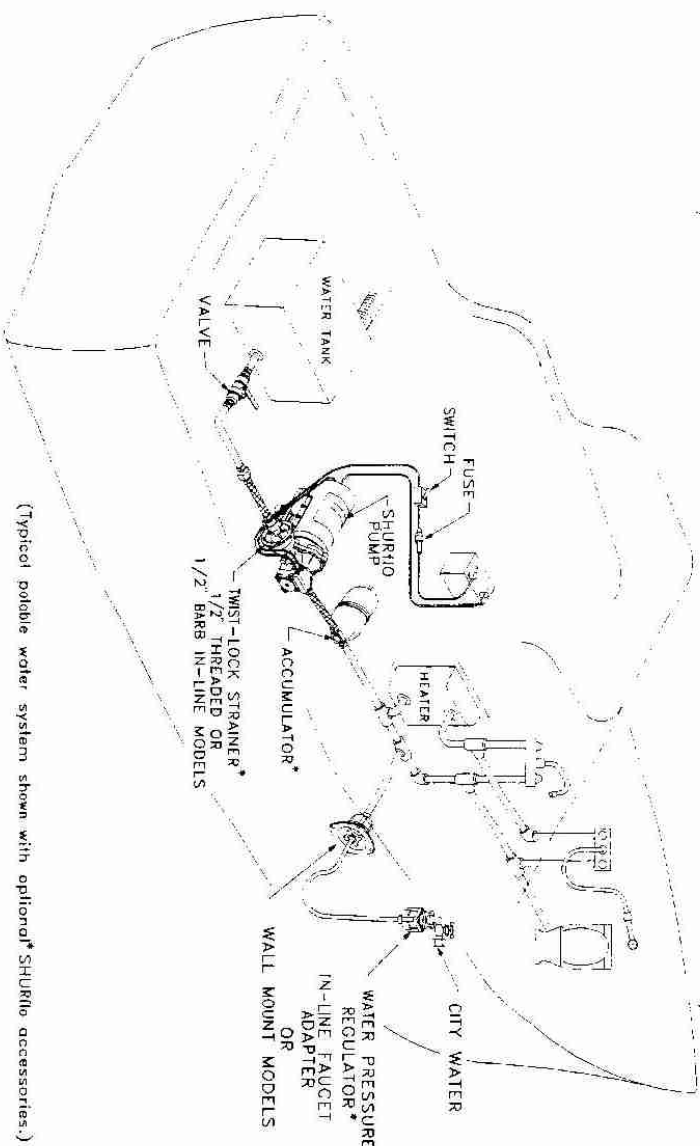 WATER TANK
VALVE
SWITCH
FUSE
SHURflO
PUMP
TWIST-LOCK STRAINER*
1/2" THREADED OR
1/2" BARB IN-LINE MODELS
ACCUMULATOR*
HEATER
CITY WATER
WATER PRESSURE
REGULATOR*
IN-LINE FAUCET
ADAPTER
OR
WALL MOUNT MODELS
(Typical potable water system shown with optional* SHURflo accessories.)